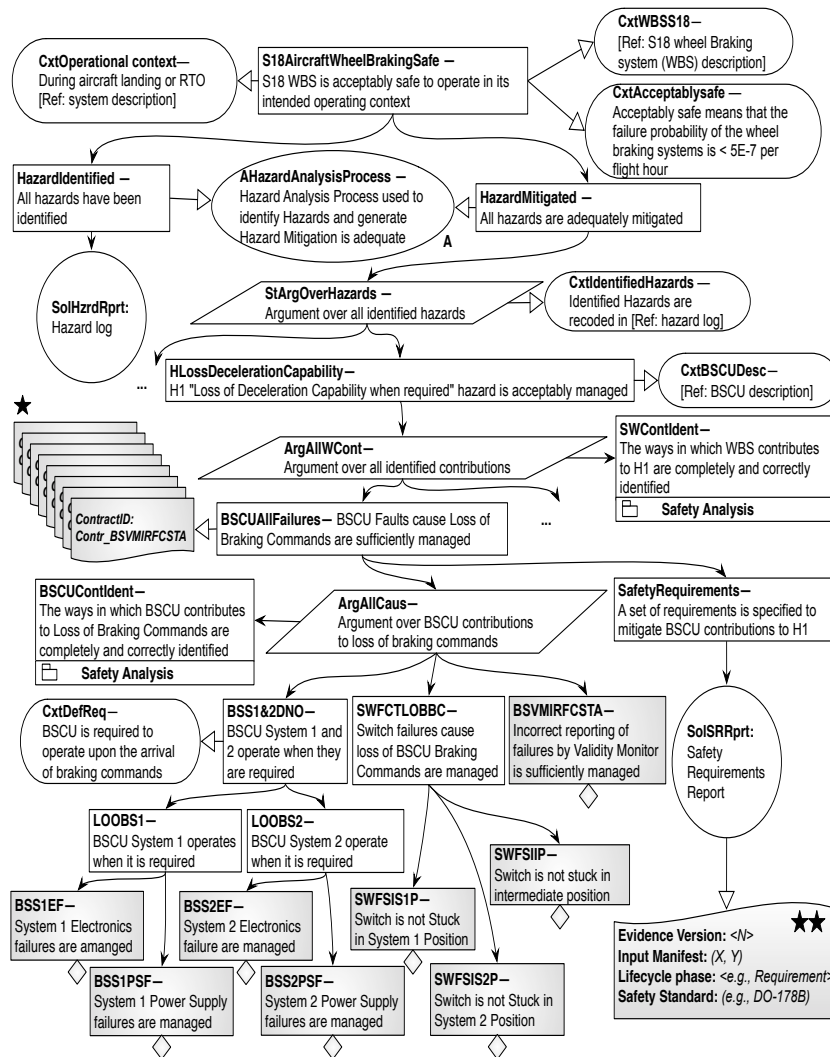 CxtWBSS18—
[Ref: S18 wheel Braking
system (WBS) description]
CxtOperational context—
During aircraft landing or RTO
[Ref: system description]
S18AircraftWheelBrakingSafe —
S18 WBS is acceptably safe to operate in its
intended operating context
CxtAcceptablysafe —
Acceptably safe means that the
failure probability of the wheel
braking systems is < 5E-7 per
flight hour
HazardIdentified —
All hazards have been
identified
AHazardAnalysisProcess —
Hazard Analysis Process used to
identify Hazards and generate
Hazard Mitigation is adequate
A
HazardMitigated —
All hazards are adequately mitigated
SolHzrdRprt:
Hazard log
StArgOverHazards —
Argument over all identified hazards
CxtIdentifiedHazards —
Identified Hazards are
recoded in [Ref: hazard log]
...
HLossDecelerationCapability—
H1 "Loss of Deceleration Capability when required" hazard is acceptably managed
CxtBSCUDesc —
[Ref: BSCU description]
ArgAllWCont—
Argument over all identified contributions
SWContIdent—
The ways in which WBS contributes
to H1 are completely and correctly
identified
Safety Analysis
ContractID:
Contr_BSVMIRFCSTA
BSCUAllFailures— BSCU Faults cause Loss of
Braking Commands are sufficiently managed
...
BSCUContIdent—
The ways in which BSCU contributes
to Loss of Braking Commands are
completely and correctly identified
Safety Analysis
ArgAllCaus—
Argument over BSCU contributions
to loss of braking commands
SafetyRequirements—
A set of requirements is specified to
mitigate BSCU contributions to H1
CxtDefReq—
BSCU is required to
operate upon the arrival
of braking commands
BSS1&2DNO—
BSCU System 1 and
2 operate when they
are required
SWFCTLOBBC—
Switch failures cause
loss of BSCU Braking
Commands are managed
BSVMIRFCSTA—
Incorrect reporting of
failures by Validity Monitor
is sufficiently managed
SolSRRprt:
Safety
Requirements
Report
LOOBS1—
BSCU System 1 operates
when it is required
LOOBS2—
BSCU System 2 operate
when it is required
SWFSIIP—
Switch is not stuck in
intermediate position
BSS1EF—
System 1 Electronics
failures are amanged
BSS2EF—
System 2 Electronics
failure are managed
SWFSIS1P—
Switch is not Stuck
in System 1 Position
BSS1PSF—
System 1 Power Supply
failures are managed
BSS2PSF—
System 2 Power Supply
failures are managed
SWFSIS2P—
Switch is not Stuck in
System 2 Position
Evidence Version: <N>
Input Manifest: (X, Y)
Lifecycle phase: <e.g., Requirement>
Safety Standard: (e.g., DO-178B)